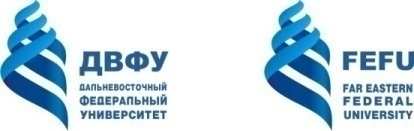 ДВФУ
ДАЛЬНЕВОСТОЧНЫЙ
ФЕДЕРАЛЬНЫЙ
УНИВЕРСИТЕТ
FEFU
FAR EASTERN
FEDERAL
UNIVERSITY